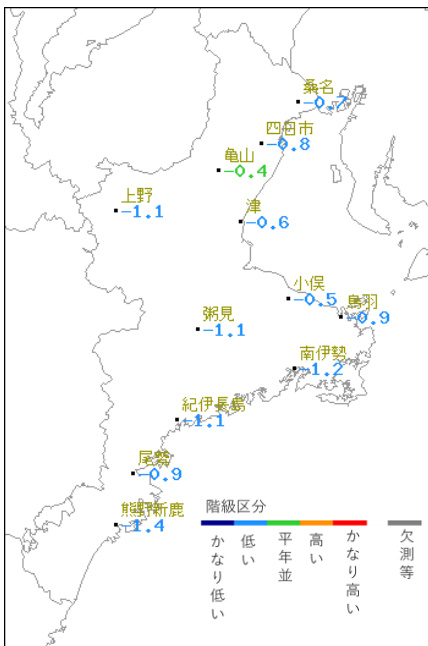 桑名
-0.7
四日市
-0.8
亀山
-0.4
上野
-1.1
津
-0.6
小俣
-0.5
鳥羽
-0.9
粥見
-1.1
南伊勢
-1.2
紀伊長島
-1.1
尾鷲
-0.9
熊野新鹿
-1.4
階級区分
かなり低い
低い
平年並
高い
かなり高い
欠測等